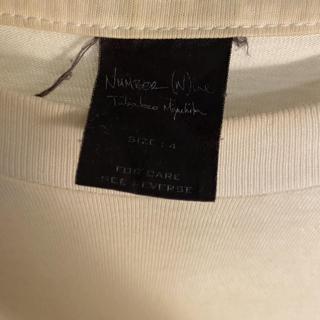 NUMBER (N)ine
Takahiro Miyashita
SIZE : 4
FOR CARE
SEE REVERSE